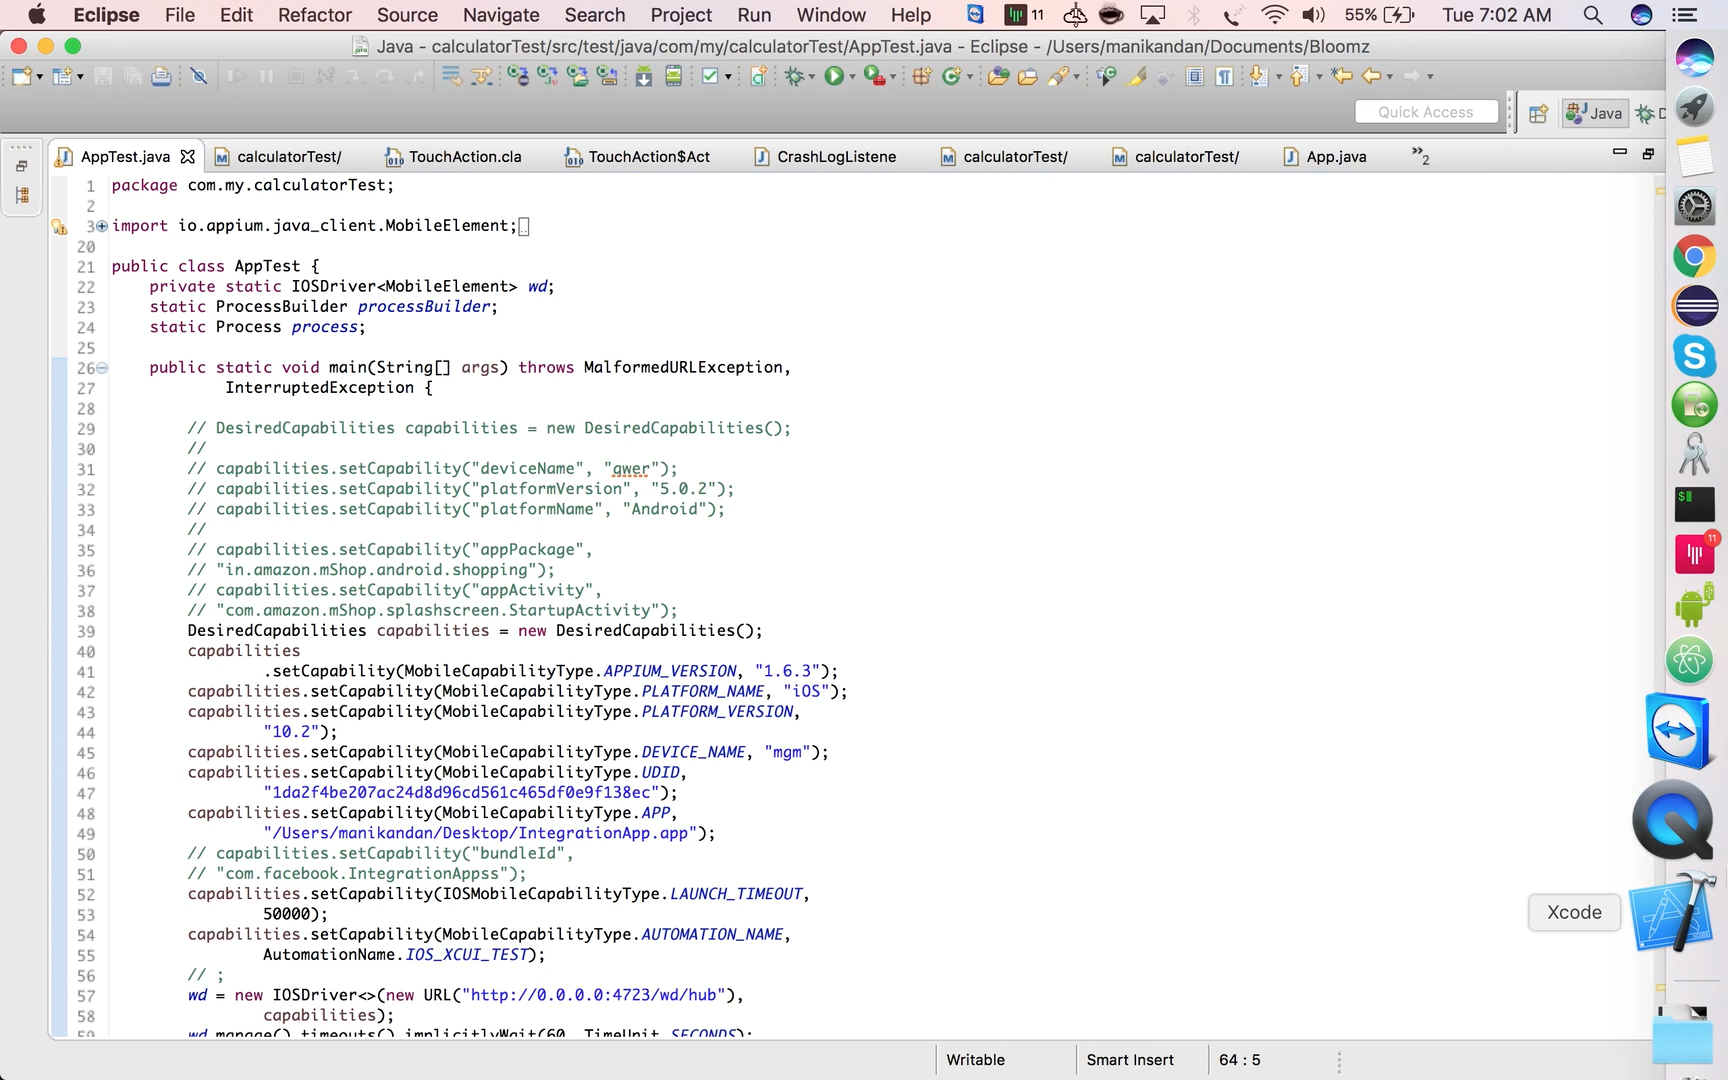 Eclipse File Edit Refactor Source Navigate Search Project Run Window Help 11 55% Tue 7:02 AM
Java - calculatorTest/src/test/java/com/my/calculatorTest/AppTest.java - Eclipse - /Users/manikandan/Documents/Bloomz
Quick Access Java D
AppTest.java calculatorTest/ TouchAction.cla TouchAction$Act CrashLogListene calculatorTest/ calculatorTest/ App.java »2
1 package com.my.calculatorTest;
2
3 import io.appium.java_client.MobileElement;
20
21 public class AppTest {
22 private static IOSDriver<MobileElement> wd;
23 static ProcessBuilder processBuilder;
24 static Process process;
25
26 public static void main(String[] args) throws MalformedURLException,
27 InterruptedException {
28
29 // DesiredCapabilities capabilities = new DesiredCapabilities();
30 //
31 // capabilities.setCapability("deviceName", "qwer");
32 // capabilities.setCapability("platformVersion", "5.0.2");
33 // capabilities.setCapability("platformName", "Android");
34 //
35 // capabilities.setCapability("appPackage",
36 // "in.amazon.mShop.android.shopping");
37 // capabilities.setCapability("appActivity",
38 // "com.amazon.mShop.splashscreen.StartupActivity");
39 DesiredCapabilities capabilities = new DesiredCapabilities();
40 capabilities
41 .setCapability(MobileCapabilityType.APPIUM_VERSION, "1.6.3");
42 capabilities.setCapability(MobileCapabilityType.PLATFORM_NAME, "iOS");
43 capabilities.setCapability(MobileCapabilityType.PLATFORM_VERSION,
44 "10.2");
45 capabilities.setCapability(MobileCapabilityType.DEVICE_NAME, "mgm");
46 capabilities.setCapability(MobileCapabilityType.UDID,
47 "1da2f4be207ac24d8d96cd561c465df0e9f138ec");
48 capabilities.setCapability(MobileCapabilityType.APP,
49 "/Users/manikandan/Desktop/IntegrationApp.app");
50 // capabilities.setCapability("bundleId",
51 // "com.facebook.IntegrationAppss");
52 capabilities.setCapability(IOSMobileCapabilityType.LAUNCH_TIMEOUT,
53 50000);
54 capabilities.setCapability(MobileCapabilityType.AUTOMATION_NAME,
55 AutomationName.IOS_XCUI_TEST);
56 // ;
57 wd = new IOSDriver<>(new URL("http://0.0.0.0:4723/wd/hub"),
58 capabilities);
59 wd.manage().timeouts().implicitlyWait(60, TimeUnit.SECONDS);
11
Xcode
Writable Smart Insert 64 : 5